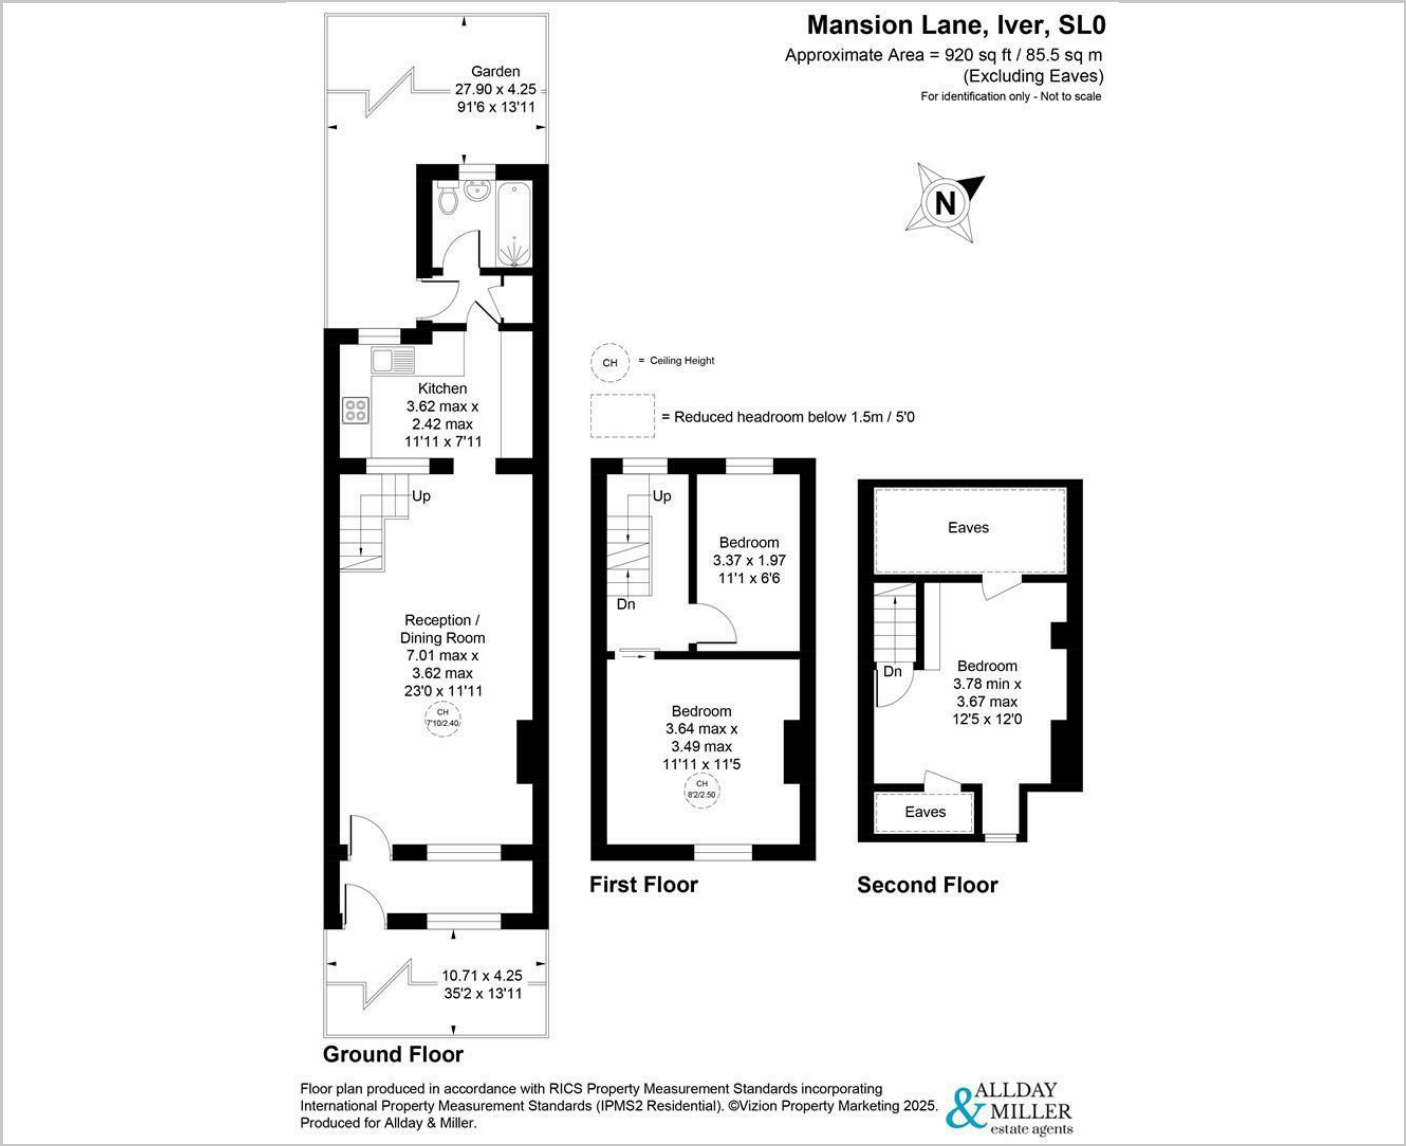 Mansion Lane, Iver, SL0
Approximate Area = 920 sq ft / 85.5 sq m
(Excluding Eaves)
For identification only - Not to scale
N
Garden
27.90 x 4.25
91'6 x 13'11
CH
= Ceiling Height
= Reduced headroom below 1.5m / 5'0
Kitchen
3.62 max x
2.42 max
11'11 x 7'11
Up
Reception /
Dining Room
7.01 max x
3.62 max
23'0 x 11'11
CH
7'10/2.40
10.71 x 4.25
35'2 x 13'11
Ground Floor
Up
Dn
Bedroom
3.37 x 1.97
11'1 x 6'6
Bedroom
3.64 max x
3.49 max
11'11 x 11'5
CH
8'2/2.50
First Floor
Eaves
Dn
Bedroom
3.78 min x
3.67 max
12'5 x 12'0
Eaves
Second Floor
Floor plan produced in accordance with RICS Property Measurement Standards incorporating
International Property Measurement Standards (IPMS2 Residential). ©Vizion Property Marketing 2025.
Produced for Allday & Miller.
ALLDAY
& MILLER
estate agents